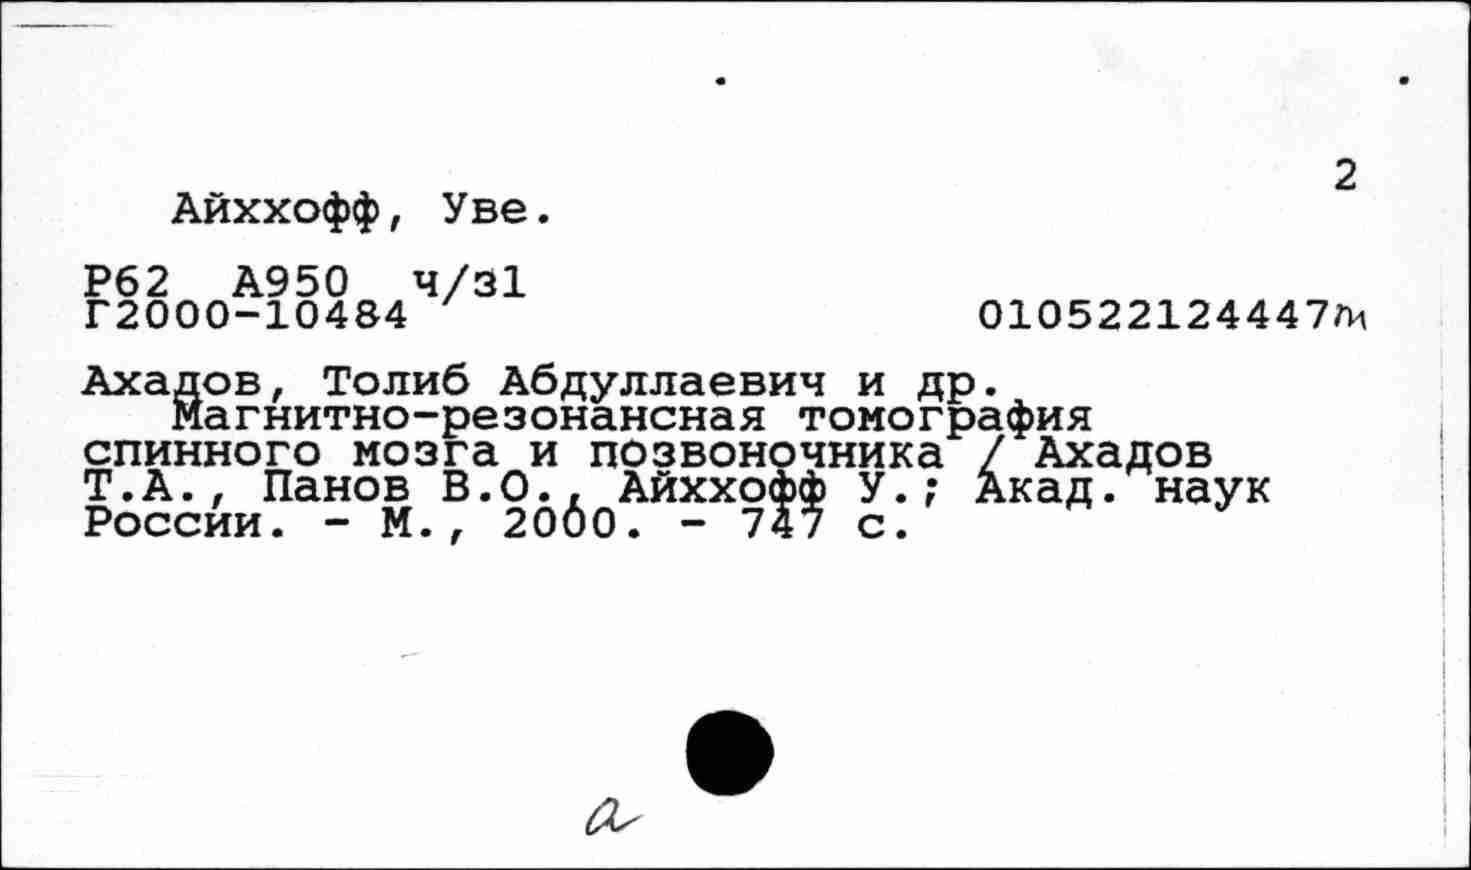 2
Айххофф, Уве.
Р62 А950 ч/з1
Г2000-10484 010522124447ти
Ахадов, Толиб Абдуллаевич и др.
Магнитно-резонансная томография
спинного мозга и позвоночника / Ахадов
Т.А., Панов В.О., Айххофф У.; Акад. наук
России. - М., 2000. - 747 с.
а